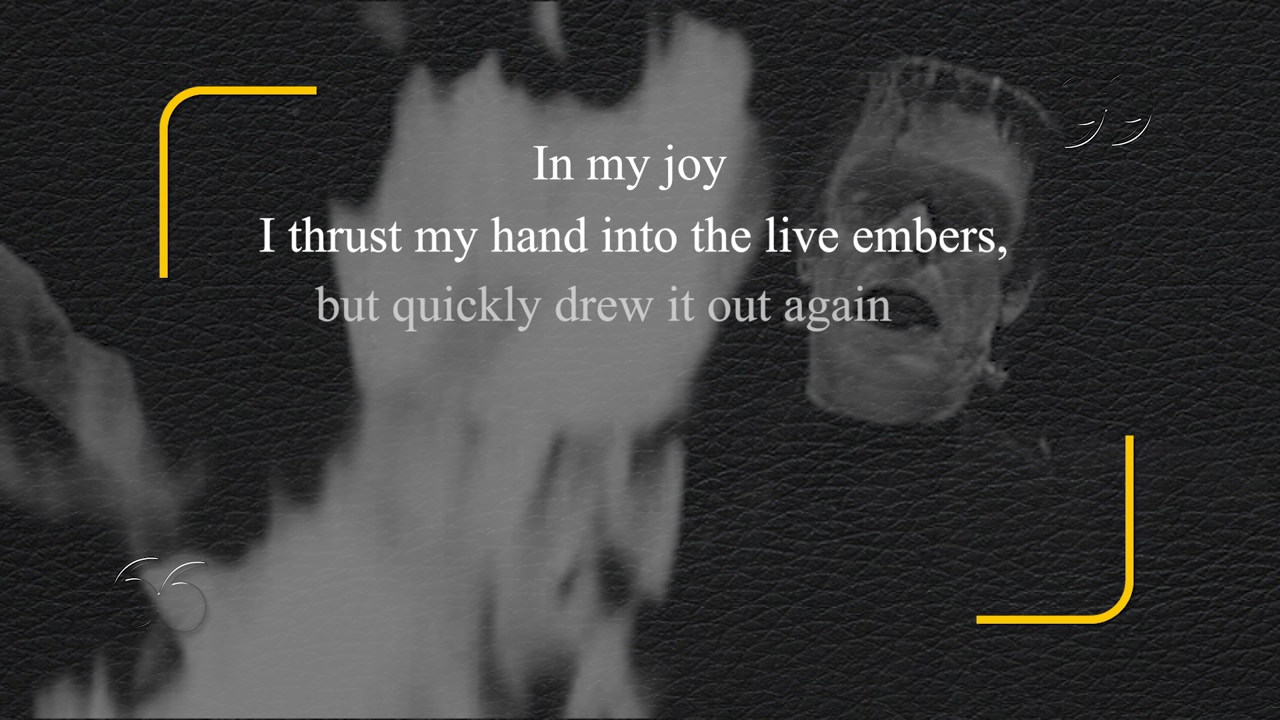 In my joy
I thrust my hand into the live embers,
but quickly drew it out again